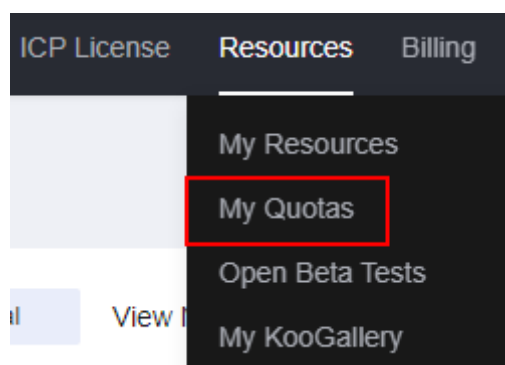 ICP License Resources Billing
My Resources
My Quotas
Open Beta Tests
View
My KooGallery